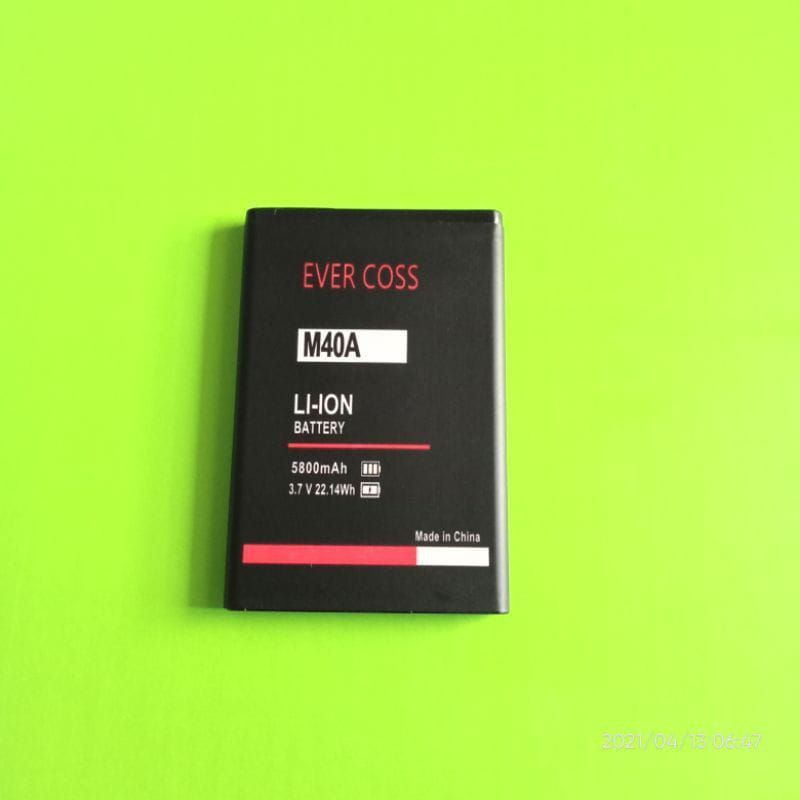 EVER COSS
M40A
LI-ION
BATTERY
5800mAh
3.7 V 22.14Wh
Made in China
2021/04/13 06:47